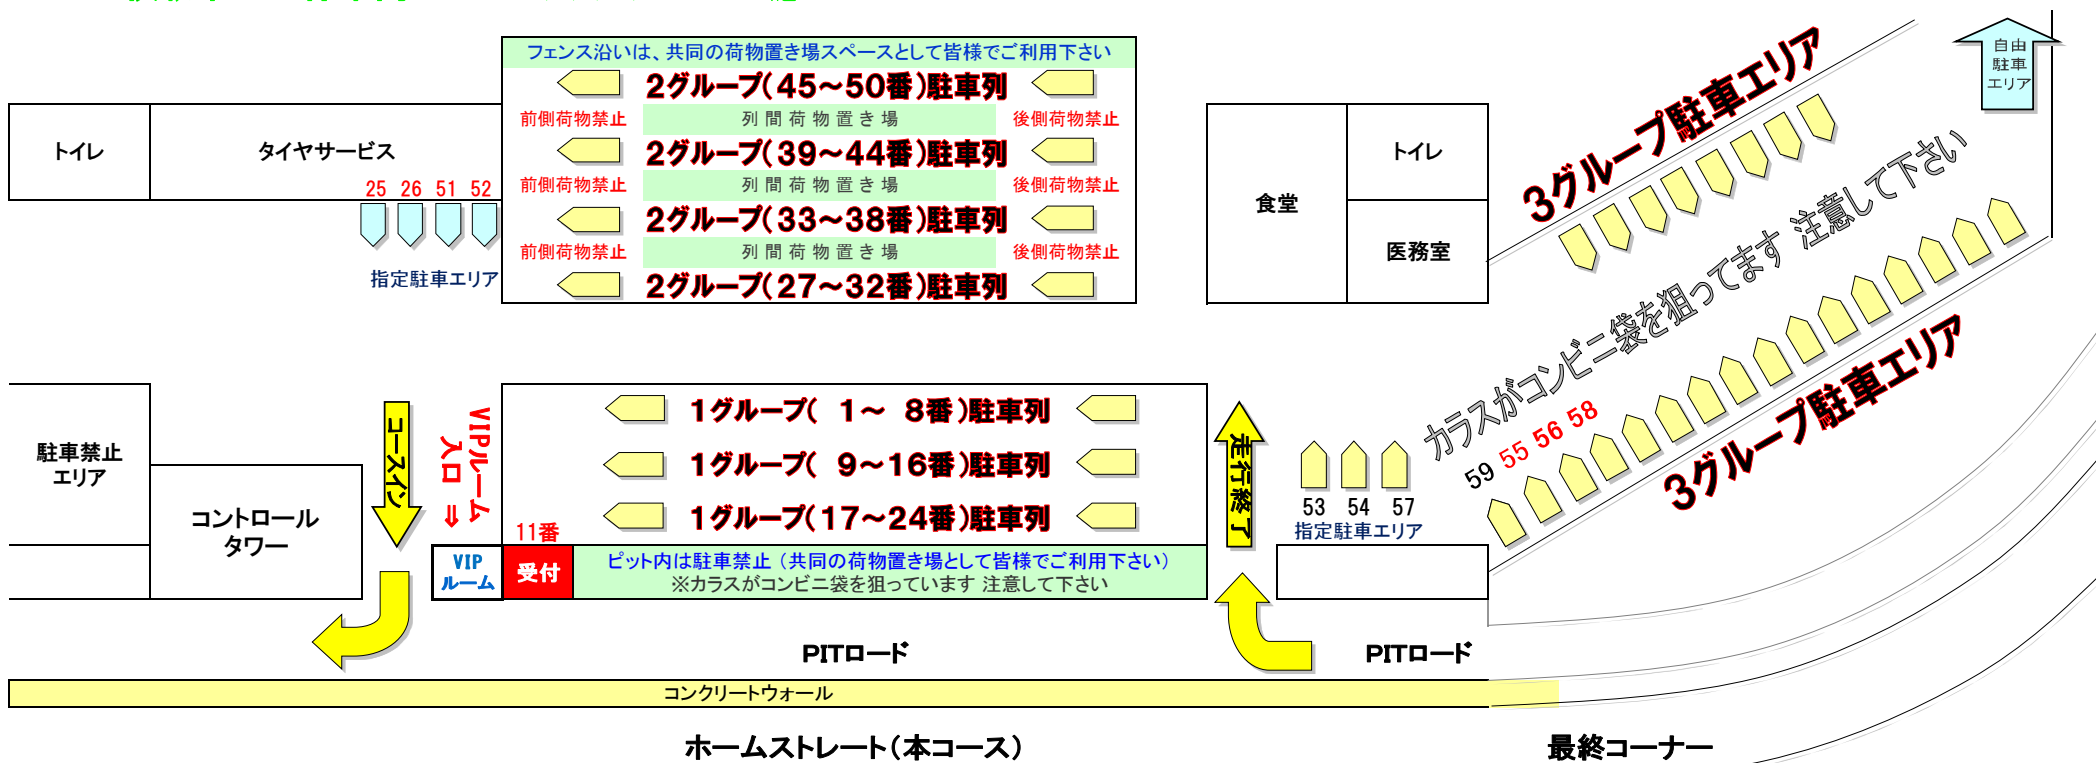 フェンス沿いは、共同の荷物置き場スペースとして皆様でご利用下さい
2グループ(45～50番)駐車列
前側荷物禁止 列間荷物置き場 後側荷物禁止
2グループ(39～44番)駐車列
前側荷物禁止 列間荷物置き場 後側荷物禁止
2グループ(33～38番)駐車列
前側荷物禁止 列間荷物置き場 後側荷物禁止
2グループ(27～32番)駐車列
トイレ
タイヤサービス
25 26 51 52
指定駐車エリア
食堂
トイレ
医務室
3グループ駐車エリア
自由
駐車
エリア
カラスがコンビニ袋を狙ってます 注意して下さい
3グループ駐車エリア
59 55 56 58
53 54 57
指定駐車エリア
駐車禁止
エリア
コントロール
タワー
コースイン
VIPルーム
入口 ⇒
1グループ( 1～ 8番)駐車列
1グループ( 9～16番)駐車列
1グループ(17～24番)駐車列
走行終了
11番
VIP
ルーム
受付
ピット内は駐車禁止（共同の荷物置き場として皆様でご利用下さい）
※カラスがコンビニ袋を狙っています 注意して下さい
PITロード
PITロード
コンクリートウォール
ホームストレート(本コース)
最終コーナー